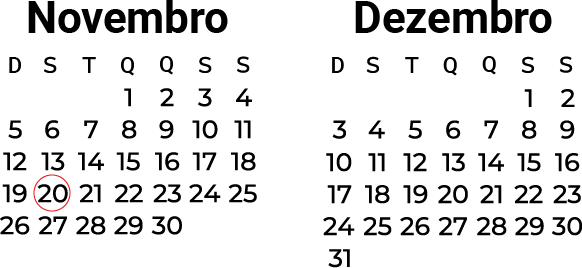 Novembro
D S T Q Q S S
1 2 3 4
5 6 7 8 9 10 11
12 13 14 15 16 17 18
19 20 21 22 23 24 25
26 27 28 29 30
Dezembro
D S T Q Q S S
1 2
3 4 5 6 7 8 9
10 11 12 13 14 15 16
17 18 19 20 21 22 23
24 25 26 27 28 29 30
31